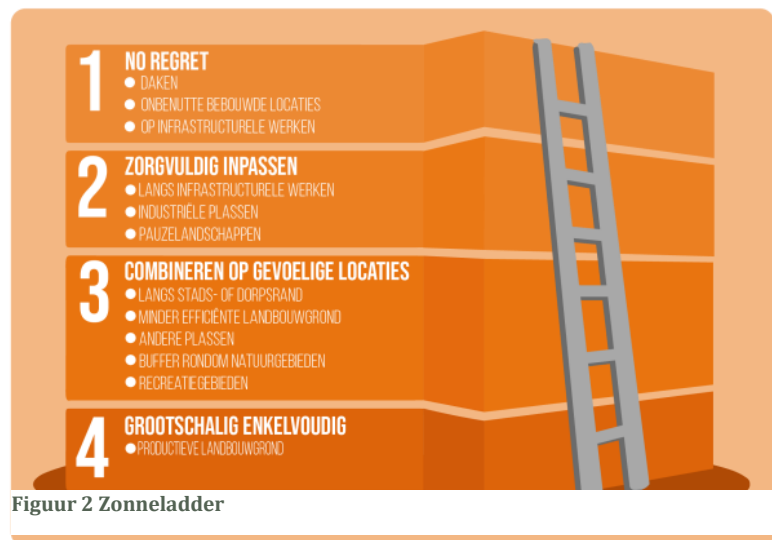 1
NO REGRET
● DAKEN
● ONBENUTTE BEBOUWDE LOCATIES
● OP INFRASTRUCTURELE WERKEN
2
ZORGVULDIG INPASSEN
● LANGS INFRASTRUCTURELE WERKEN
● INDUSTRIËLE PLASSEN
● PAUZELANDSCHAPPEN
3
COMBINEREN OP GEVOELIGE LOCATIES
● LANGS STADS- OF DORPSRAND
● MINDER EFFICIËNTE LANDBOUWGROND
● ANDERE PLASSEN
● BUFFER RONDOM NATUURGEBIEDEN
● RECREATIEGEBIEDEN
4
GROOTSCHALIG ENKELVOUDIG
● PRODUCTIEVE LANDBOUWGROND
Figuur 2 Zonneladder